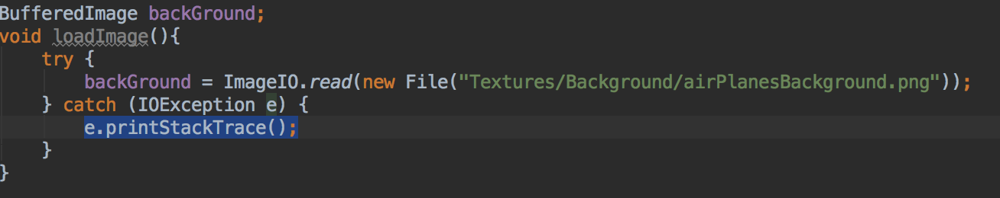 BufferedImage backGround;
void loadImage(){
    try {
        backGround = ImageIO.read(new File("Textures/Background/airPlanesBackground.png"));
    } catch (IOException e) {
        e.printStackTrace();
    }
}